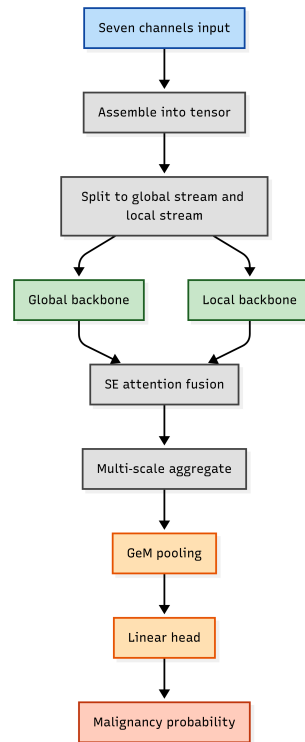 Seven channels input
Assemble into tensor
Split to global stream and
local stream
Global backbone
Local backbone
SE attention fusion
Multi-scale aggregate
GeM pooling
Linear head
Malignancy probability